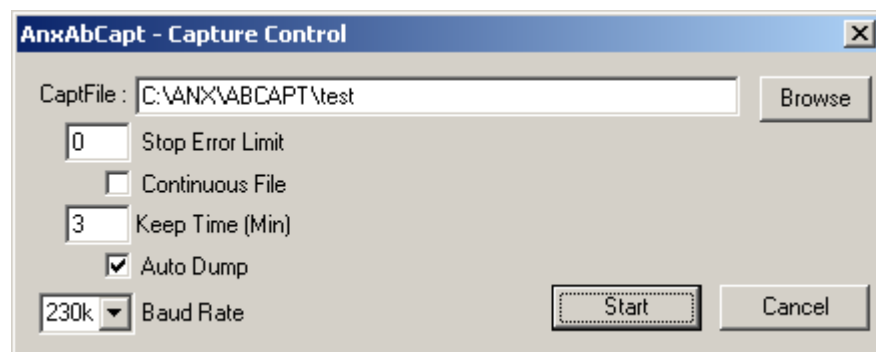 AnxAbCapt - Capture Control
CaptFile : C:\ANX\ABCAPT\test Browse
0 Stop Error Limit
Continuous File
3 Keep Time (Min)
Auto Dump
230k Baud Rate Start Cancel